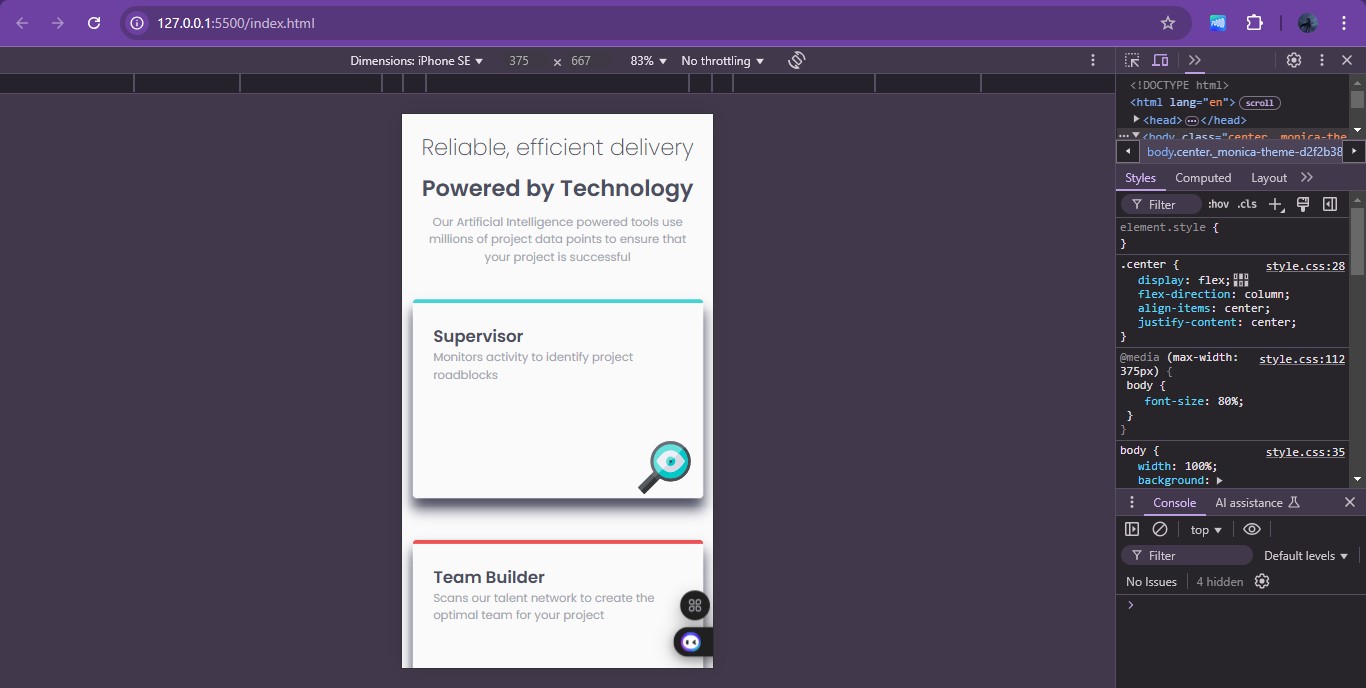 127.0.0.1:5500/index.html
Dimensions: iPhone SE 375 × 667 83% No throttling
Reliable, efficient delivery
Powered by Technology
Our Artificial Intelligence powered tools use
millions of project data points to ensure that
your project is successful
Supervisor
Monitors activity to identify project
roadblocks
Team Builder
Scans our talent network to create the
optimal team for your project
<!DOCTYPE html>
<html lang="en"> scroll
<head> ⋯ </head>
<body class="center _monica-the
body.center._monica-theme-d2f2b38
Styles Computed Layout
Filter :hov .cls
element.style {
}
.center { style.css:28
display: flex;
flex-direction: column;
align-items: center;
justify-content: center;
}
@media (max-width: style.css:112
375px) {
body {
font-size: 80%;
}
}
body { style.css:35
width: 100%;
background:
Console AI assistance
top
Filter Default levels
No Issues 4 hidden